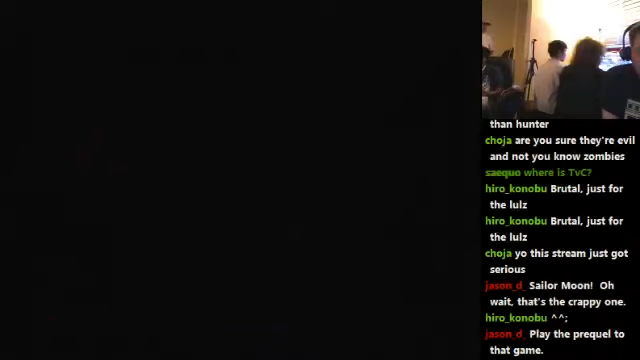 than hunter
choja are you sure they're evil
and not you know zombies
saequo where is TvC?
hiro_konobu Brutal, just for
the lulz
hiro_konobu Brutal, just for
the lulz
choja yo this stream just got
serious
jason_d_ Sailor Moon! Oh
wait, that's the crappy one.
hiro_konobu ^^;
jason_d_ Play the prequel to
that game.